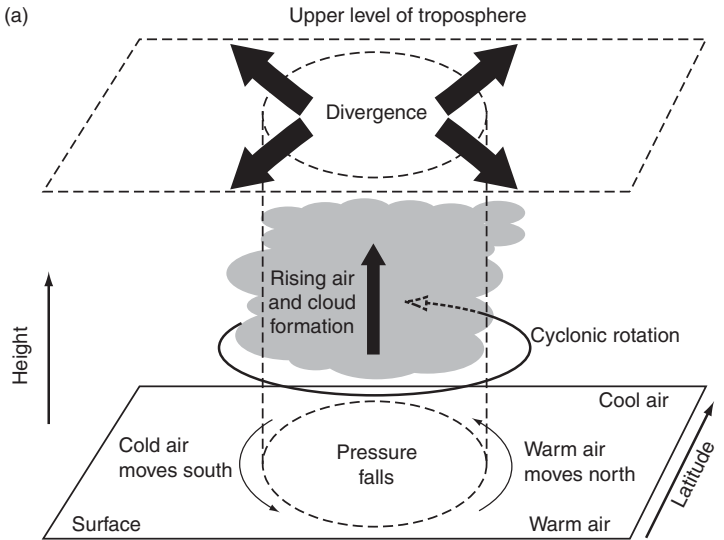 (a)
Upper level of troposphere
Divergence
Rising air
and cloud
formation
Cyclonic rotation
Height
Cool air
Cold air
moves south
Pressure
falls
Warm air
moves north
Latitude
Surface
Warm air